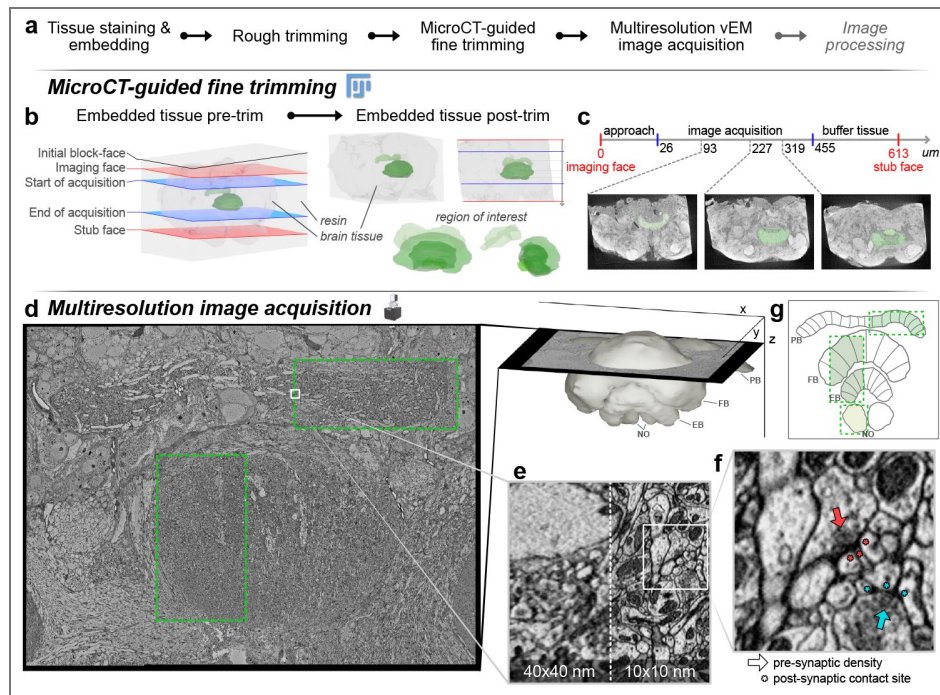 a
Tissue staining &
embedding
Rough trimming
MicroCT-guided
fine trimming
Multiresolution vEM
image acquisition
Image
processing
MicroCT-guided fine trimming
b
Embedded tissue pre-trim
Embedded tissue post-trim
Initial block-face
Imaging face
Start of acquisition
End of acquisition
Stub face
resin
brain tissue
region of interest
c
approach
image acquisition
buffer tissue
0
26
93
227
319
455
613
um
imaging face
stub face
d Multiresolution image acquisition
x
y
z
PB
FB
EB
NO
g
PB
FB
EB
NO
e
40x40 nm
10x10 nm
f
pre-synaptic density
post-synaptic contact site